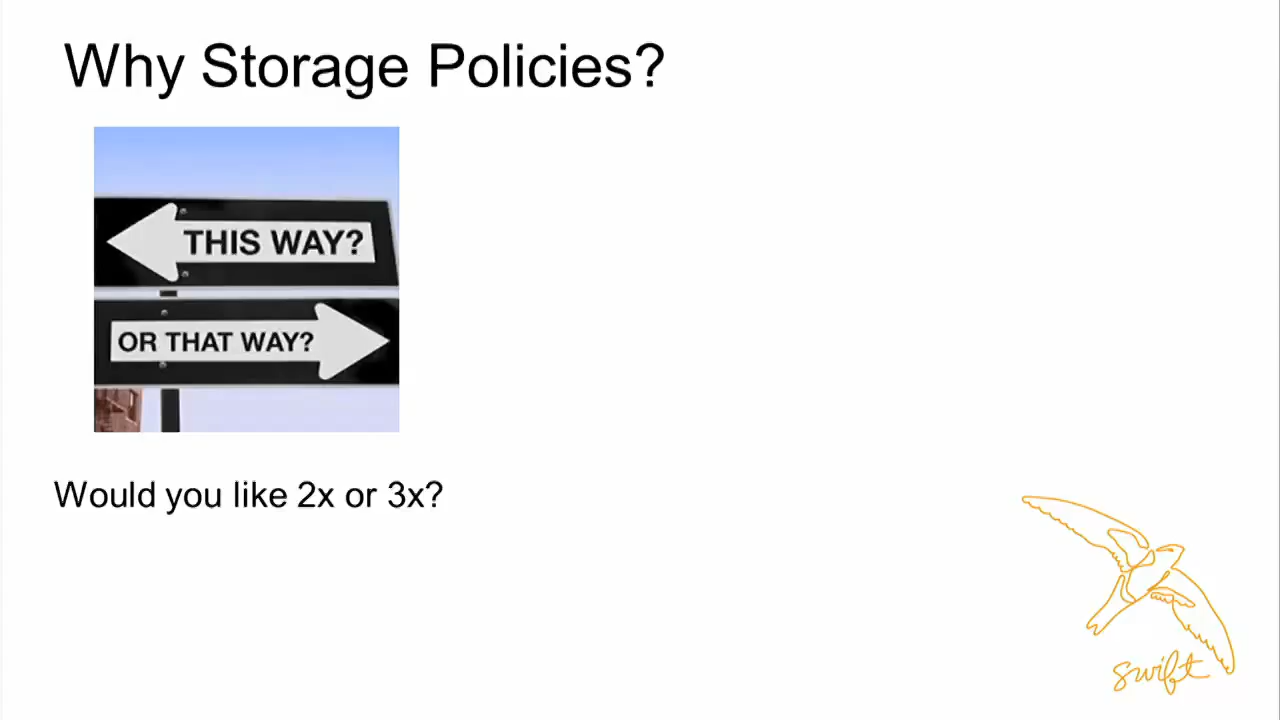 Why Storage Policies?
THIS WAY?
OR THAT WAY?
Would you like 2x or 3x?
swift